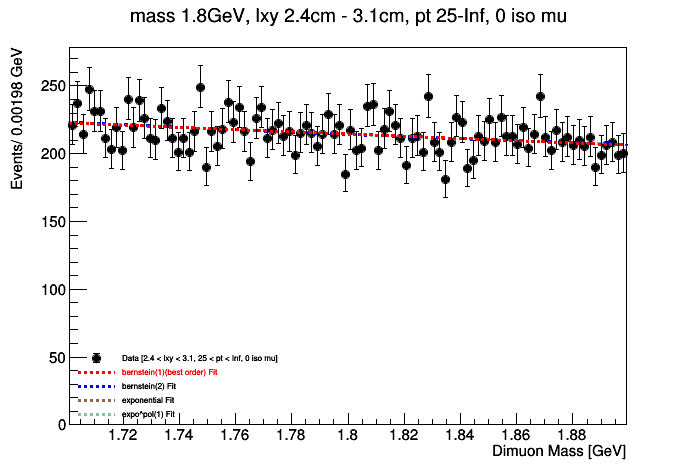 mass 1.8GeV, lxy 2.4cm - 3.1cm, pt 25-Inf, 0 iso mu
Events/ 0.00198 GeV
250
200
150
100
50
0
Data [2.4 < lxy < 3.1, 25 < pt < Inf, 0 iso mu]
bernstein(1)(best order) Fit
bernstein(2) Fit
exponential Fit
expo*pol(1) Fit
1.72 1.74 1.76 1.78 1.8 1.82 1.84 1.86 1.88
Dimuon Mass [GeV]